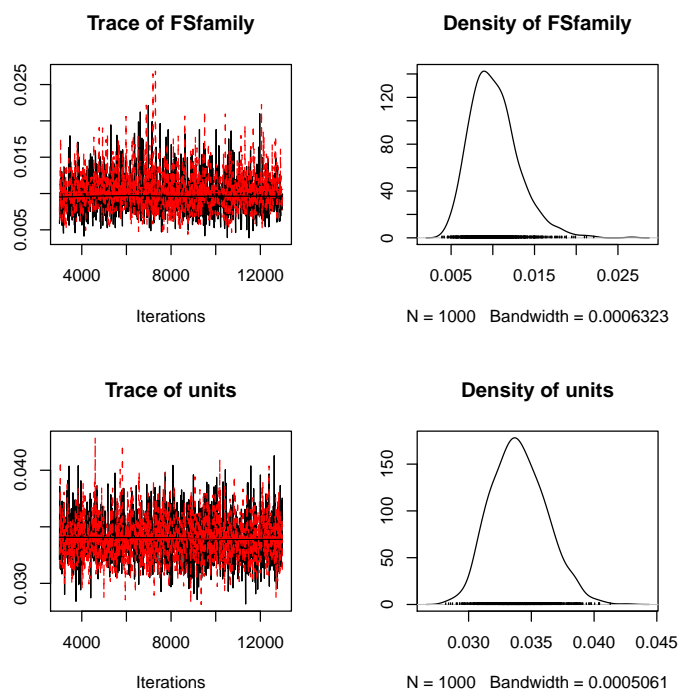 Trace of FSfamily
0.005 0.015 0.025
4000 8000 12000
Iterations
Density of FSfamily
0 40 80 120
0.005 0.015 0.025
N = 1000 Bandwidth = 0.0006323
Trace of units
0.030 0.040
4000 8000 12000
Iterations
Density of units
0 50 100 150
0.030 0.035 0.040 0.045
N = 1000 Bandwidth = 0.0005061